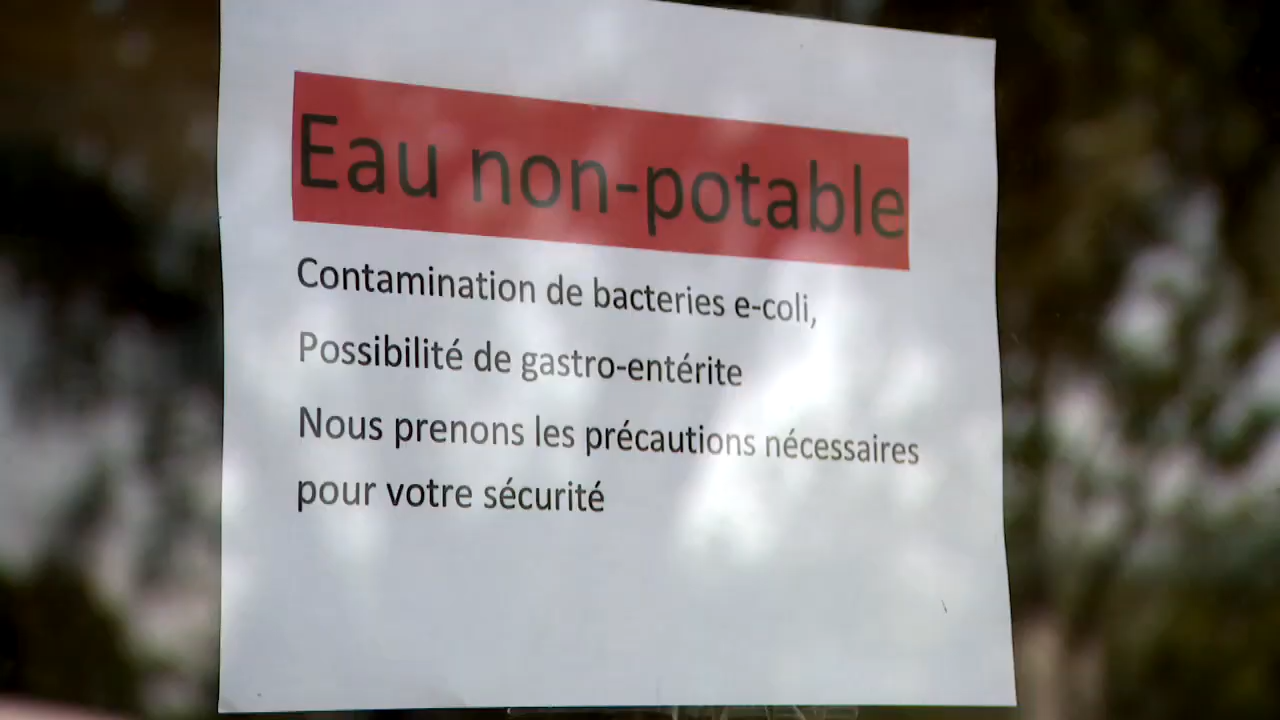 Eau non-potable
Contamination de bacteries e-coli,
Possibilité de gastro-entérite
Nous prenons les précautions nécessaires
pour votre sécurité